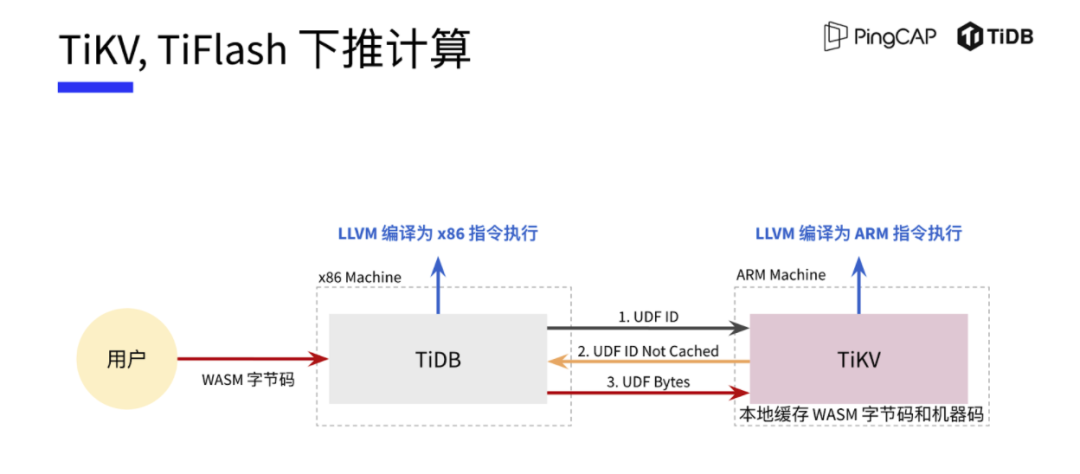 TiKV, TiFlash 下推计算
PingCAP TiDB
LLVM 编译为 x86 指令执行
LLVM 编译为 ARM 指令执行
x86 Machine
ARM Machine
用户
WASM 字节码
TiDB
1. UDF ID
2. UDF ID Not Cached
3. UDF Bytes
TiKV
本地缓存 WASM 字节码和机器码